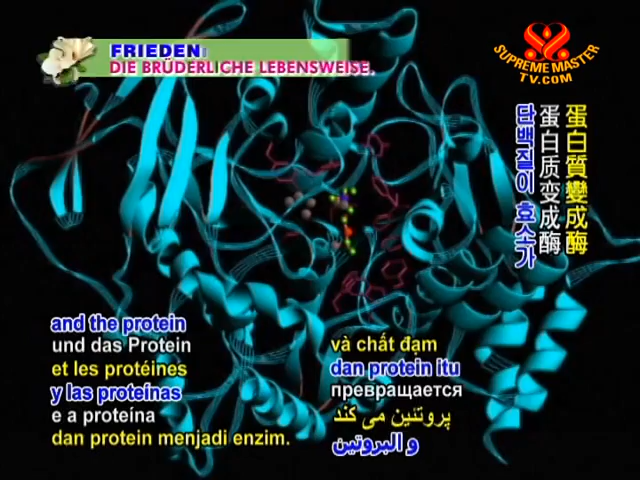 FRIEDEN:
DIE BRÜDERLICHE LEBENSWEISE.
SUPREME MASTER
TV.COM
蛋白質變成酶
蛋白质变成酶
단백질이 효소가
and the protein
und das Protein
et les protéines
y las proteínas
e a proteína
dan protein menjadi enzim.
và chất đạm
dan protein itu
превращается
پروتئین می کند
و البروتين